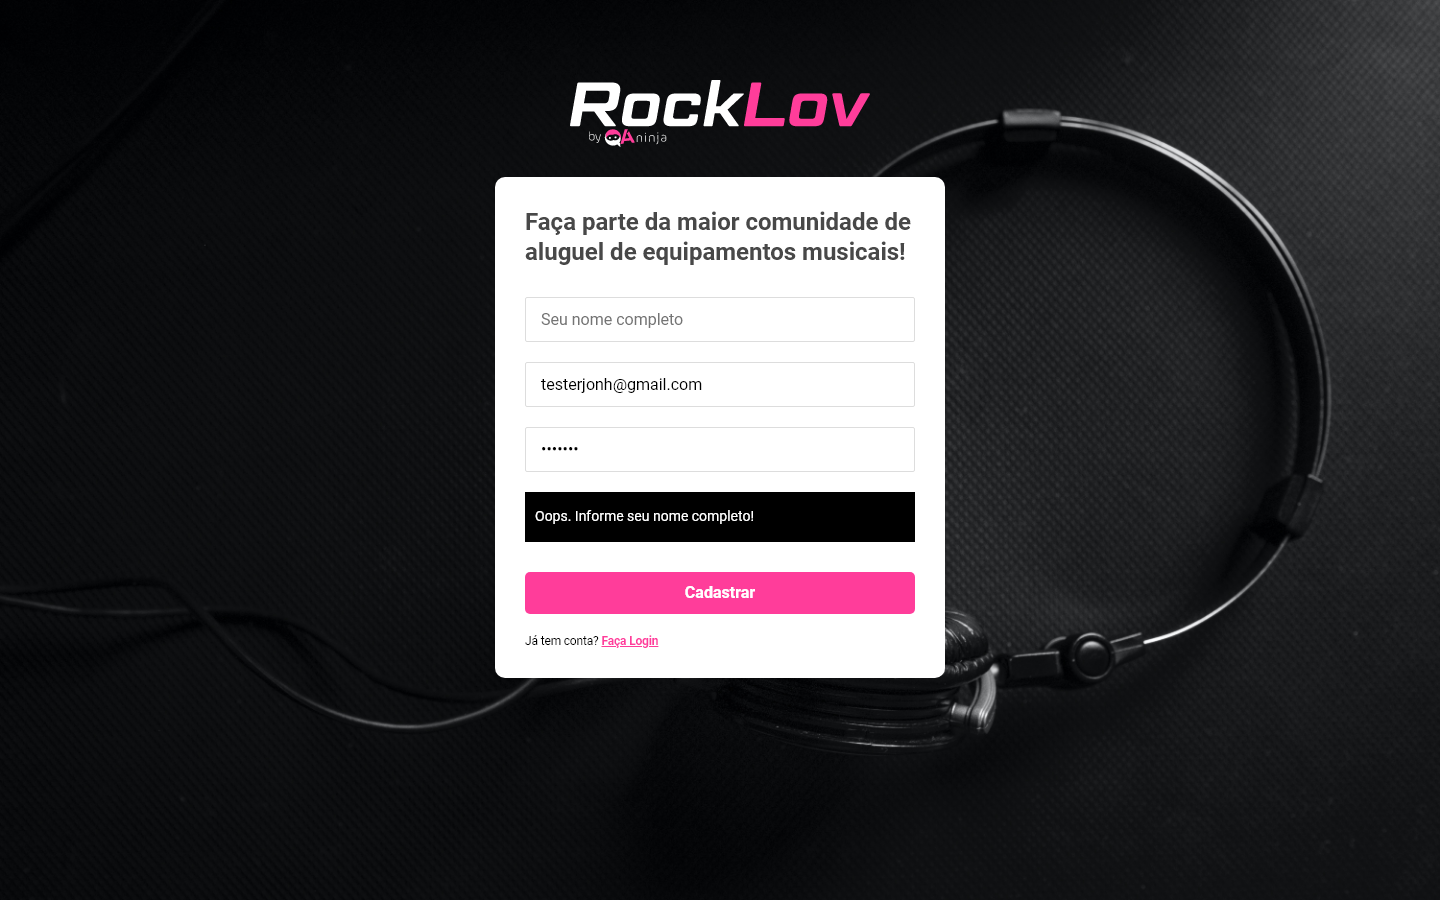 RockLov
by QAninja
Faça parte da maior comunidade de
aluguel de equipamentos musicais!
Seu nome completo
testerjonh@gmail.com
•••••••
Oops. Informe seu nome completo!
Cadastrar
Já tem conta? Faça Login